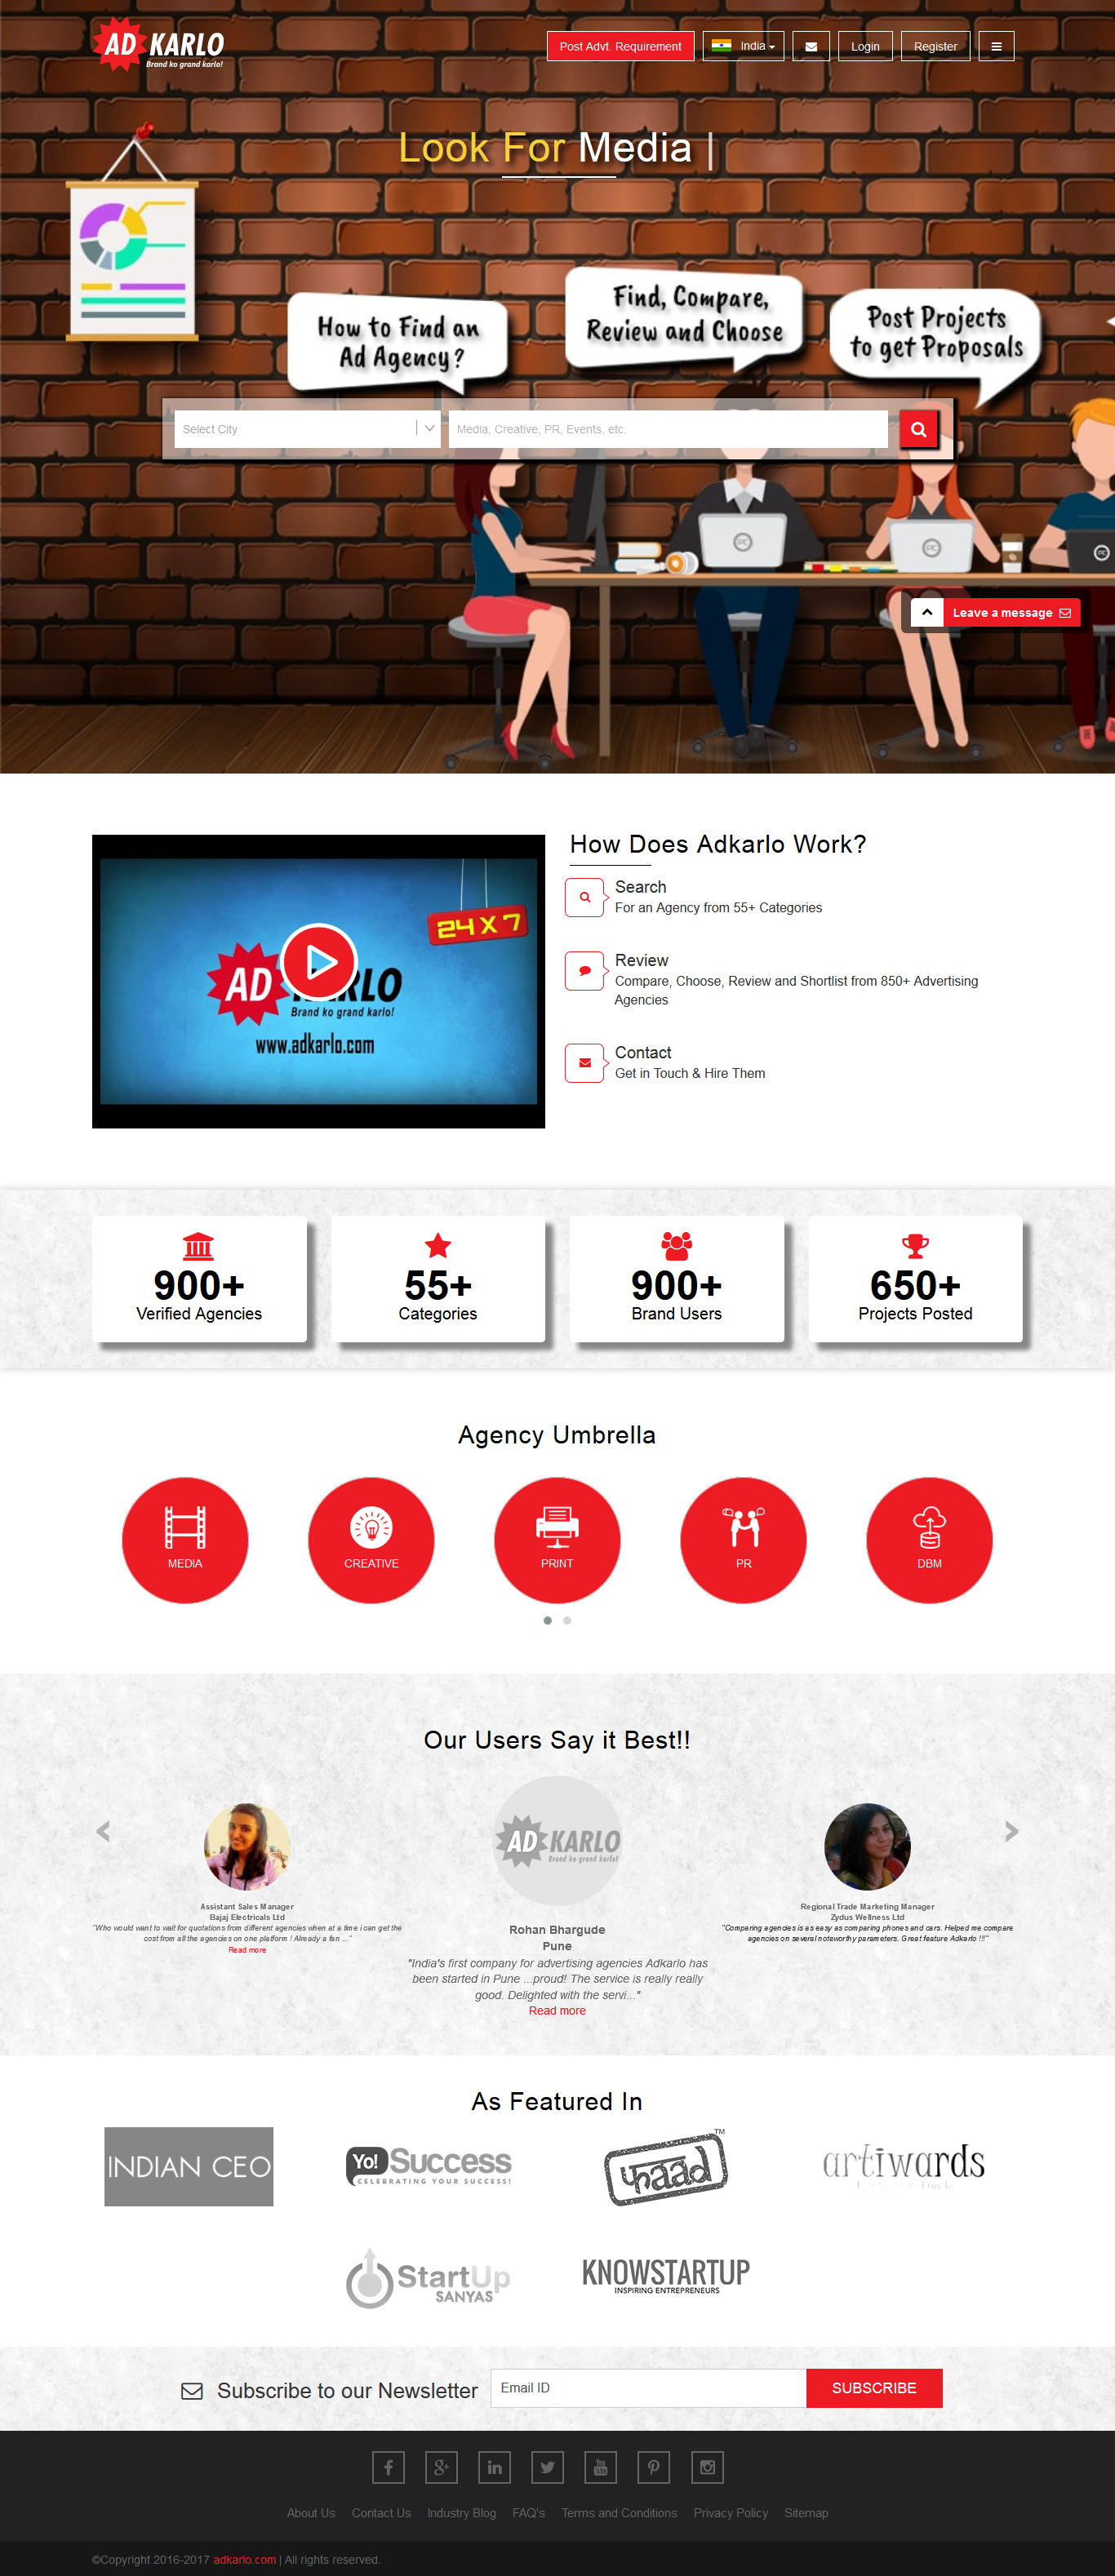 AD KARLO
Brand ko grand karlo!
Post Advt. Requirement
India
Login
Register
Look For Media |
How to Find an
Ad Agency?
Find, Compare,
Review and Choose
Post Projects
to get Proposals
Select City
Media, Creative, PR, Events, etc.
PC
PC
PC
Leave a message
24 X 7
AD KARLO
Brand ko grand karlo!
www.adkarlo.com
How Does Adkarlo Work?
Search
For an Agency from 55+ Categories
Review
Compare, Choose, Review and Shortlist from 850+ Advertising
Agencies
Contact
Get in Touch & Hire Them
900+
Verified Agencies
55+
Categories
900+
Brand Users
650+
Projects Posted
Agency Umbrella
MEDIA
CREATIVE
PRINT
PR
DBM
Our Users Say it Best!!
Assistant Sales Manager
Bajaj Electricals Ltd
"Who would want to wait for quotations from different agencies when at a time i can get the
cost from all the agencies on one platform ! Already a fan ..."
Read more
AD KARLO
Brand ko grand karlo!
Rohan Bhargude
Pune
"India's first company for advertising agencies Adkarlo has
been started in Pune ...proud! The service is really really
good. Delighted with the servi..."
Read more
Regional Trade Marketing Manager
Zydus Wellness Ltd
"Comparing agencies is as easy as comparing phones and cars. Helped me compare
agencies on several noteworthy parameters. Great feature Adkarlo !!!"
As Featured In
INDIAN CEO
Yo! Success
CELEBRATING YOUR SUCCESS!
TM
artiwards
StartUp
SANYAS
KNOWSTARTUP
INSPIRING ENTREPRENEURS
Subscribe to our Newsletter
Email ID
SUBSCRIBE
You
Tube
About Us
Contact Us
Industry Blog
FAQ's
Terms and Conditions
Privacy Policy
Sitemap
©Copyright 2016-2017 adkarlo.com | All rights reserved.